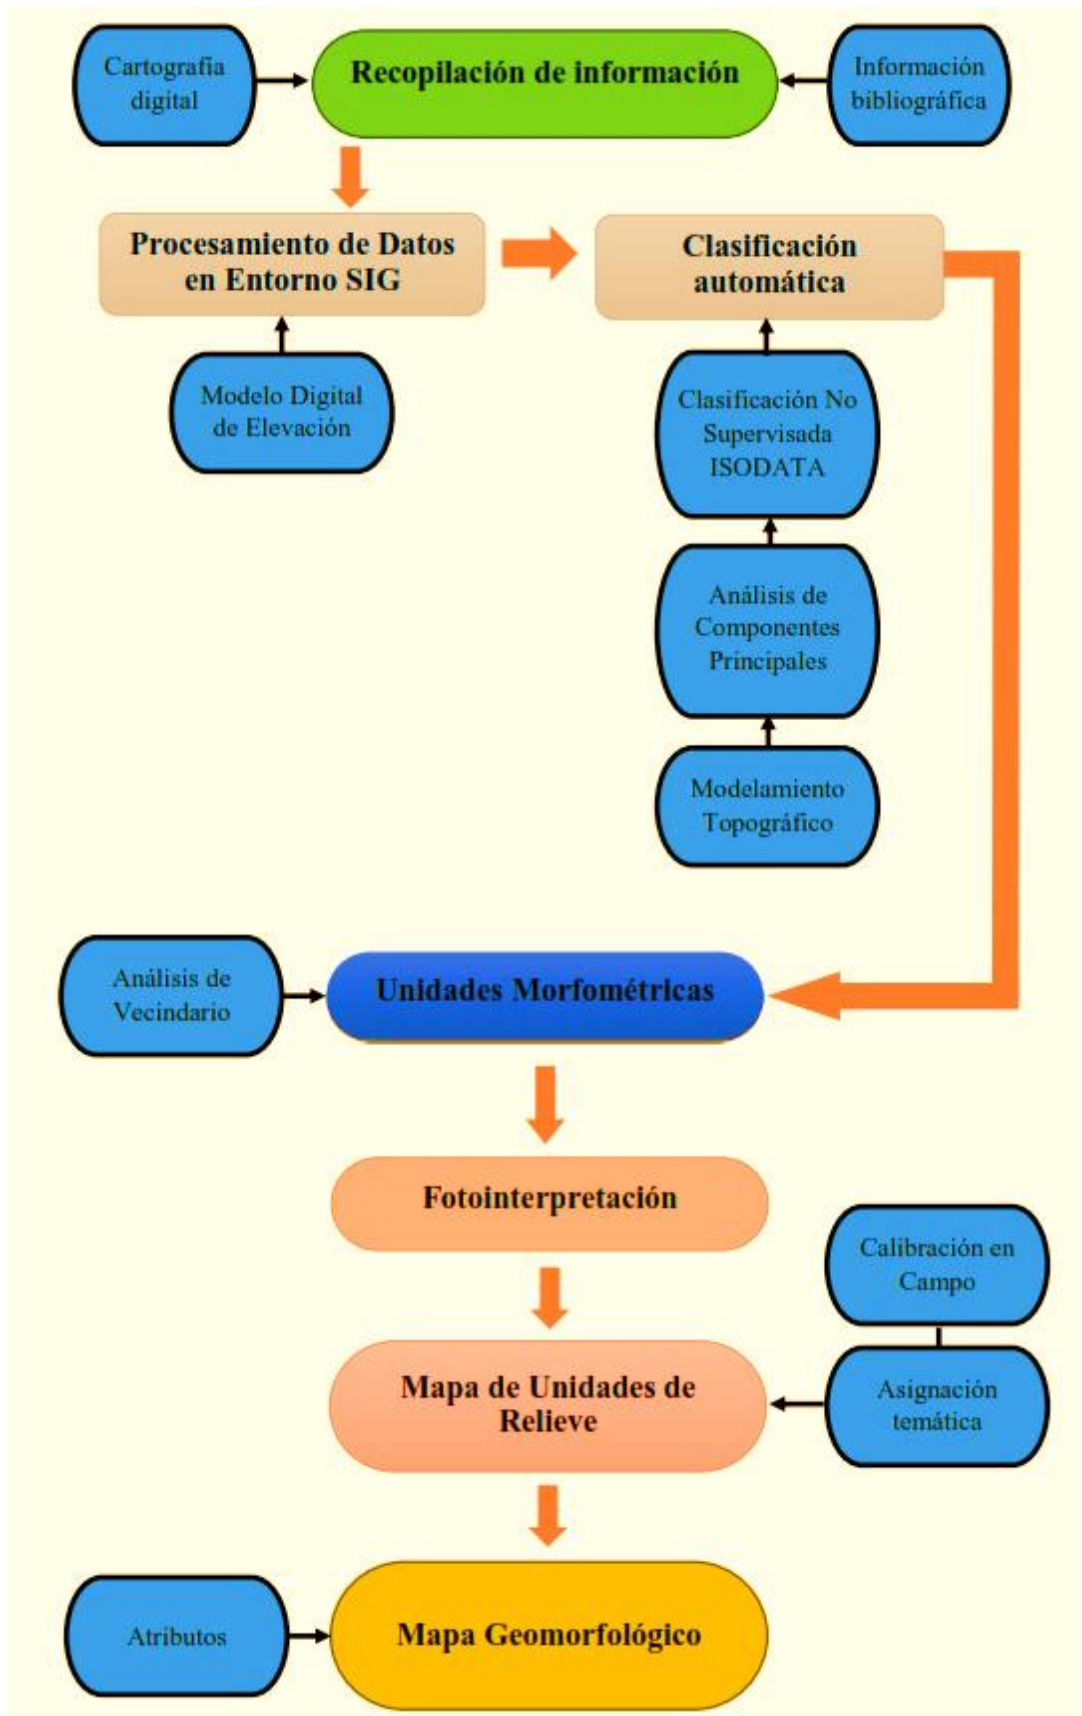 Cartografía
digital
Recopilación de información
Información
bibliográfica
Procesamiento de Datos
en Entorno SIG
Clasificación
automática
Modelo Digital
de Elevación
Clasificación No
Supervisada
ISODATA
Análisis de
Componentes
Principales
Modelamiento
Topográfico
Análisis de
Vecindario
Unidades Morfométricas
Fotointerpretación
Calibración en
Campo
Mapa de Unidades de
Relieve
Asignación
temática
Atributos
Mapa Geomorfológico